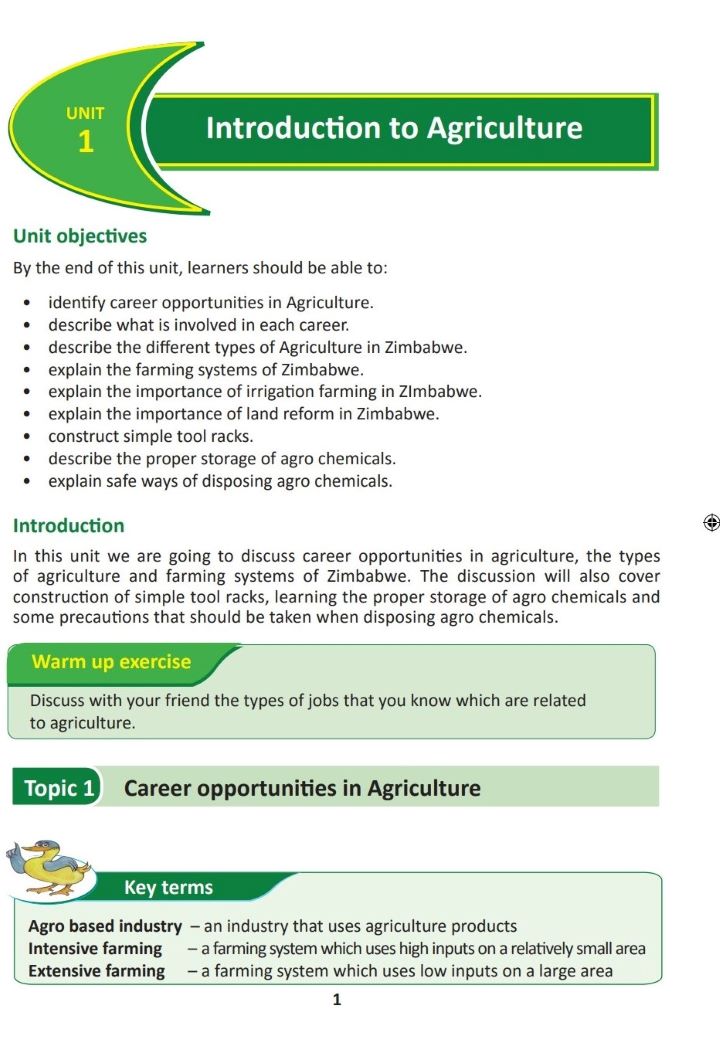 UNIT
1
Introduction to Agriculture
Unit objectives
By the end of this unit, learners should be able to:
• identify career opportunities in Agriculture.
• describe what is involved in each career.
• describe the different types of Agriculture in Zimbabwe.
• explain the farming systems of Zimbabwe.
• explain the importance of irrigation farming in ZImbabwe.
• explain the importance of land reform in Zimbabwe.
• construct simple tool racks.
• describe the proper storage of agro chemicals.
• explain safe ways of disposing agro chemicals.
Introduction
In this unit we are going to discuss career opportunities in agriculture, the types
of agriculture and farming systems of Zimbabwe. The discussion will also cover
construction of simple tool racks, learning the proper storage of agro chemicals and
some precautions that should be taken when disposing agro chemicals.
Warm up exercise
Discuss with your friend the types of jobs that you know which are related
to agriculture.
Topic 1 Career opportunities in Agriculture
Key terms
Agro based industry – an industry that uses agriculture products
Intensive farming – a farming system which uses high inputs on a relatively small area
Extensive farming – a farming system which uses low inputs on a large area
1